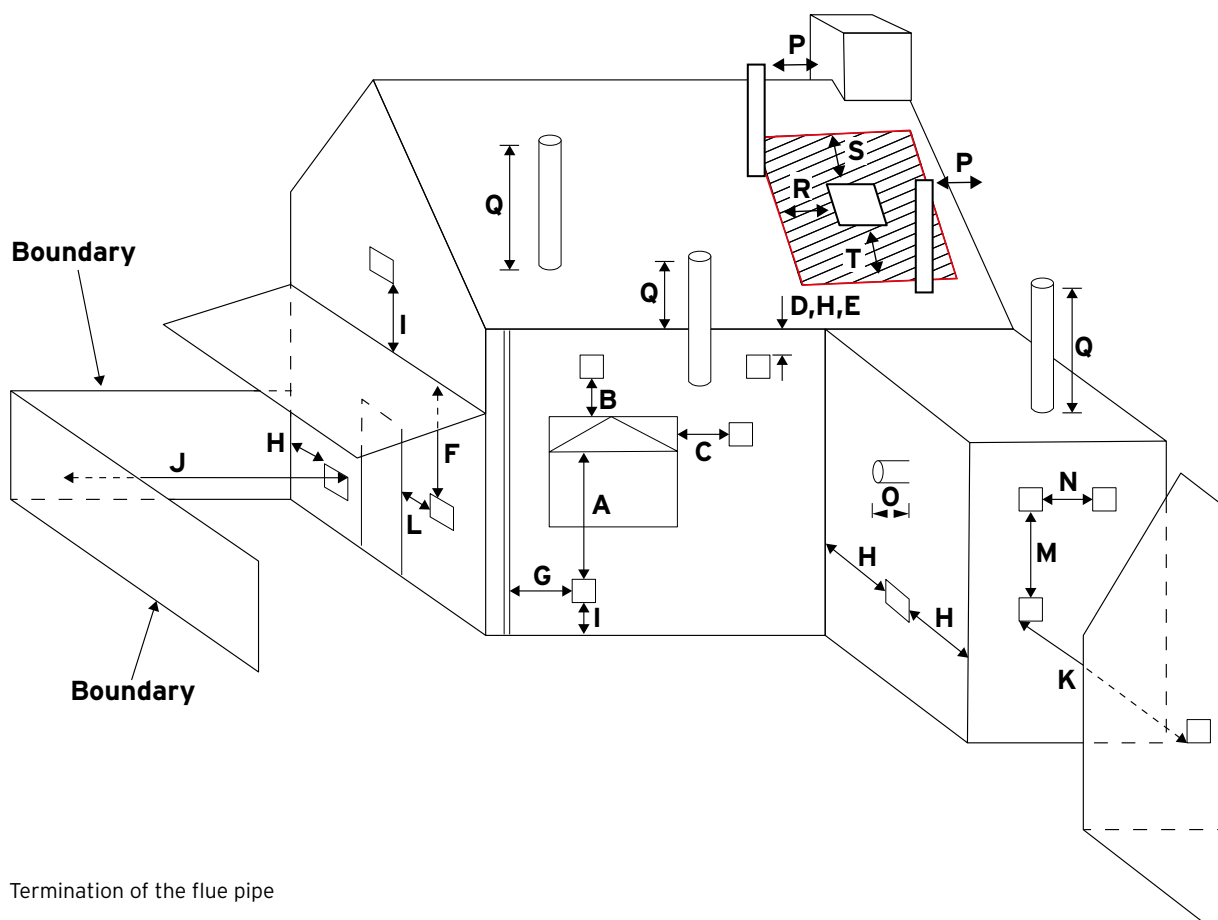 P
S
P
R
Q
T
Boundary
Q
D,H,E
I
Q
B
H
F
C
J
N
A
O
L
M
G
H
I
H
K
Boundary
Termination of the flue pipe